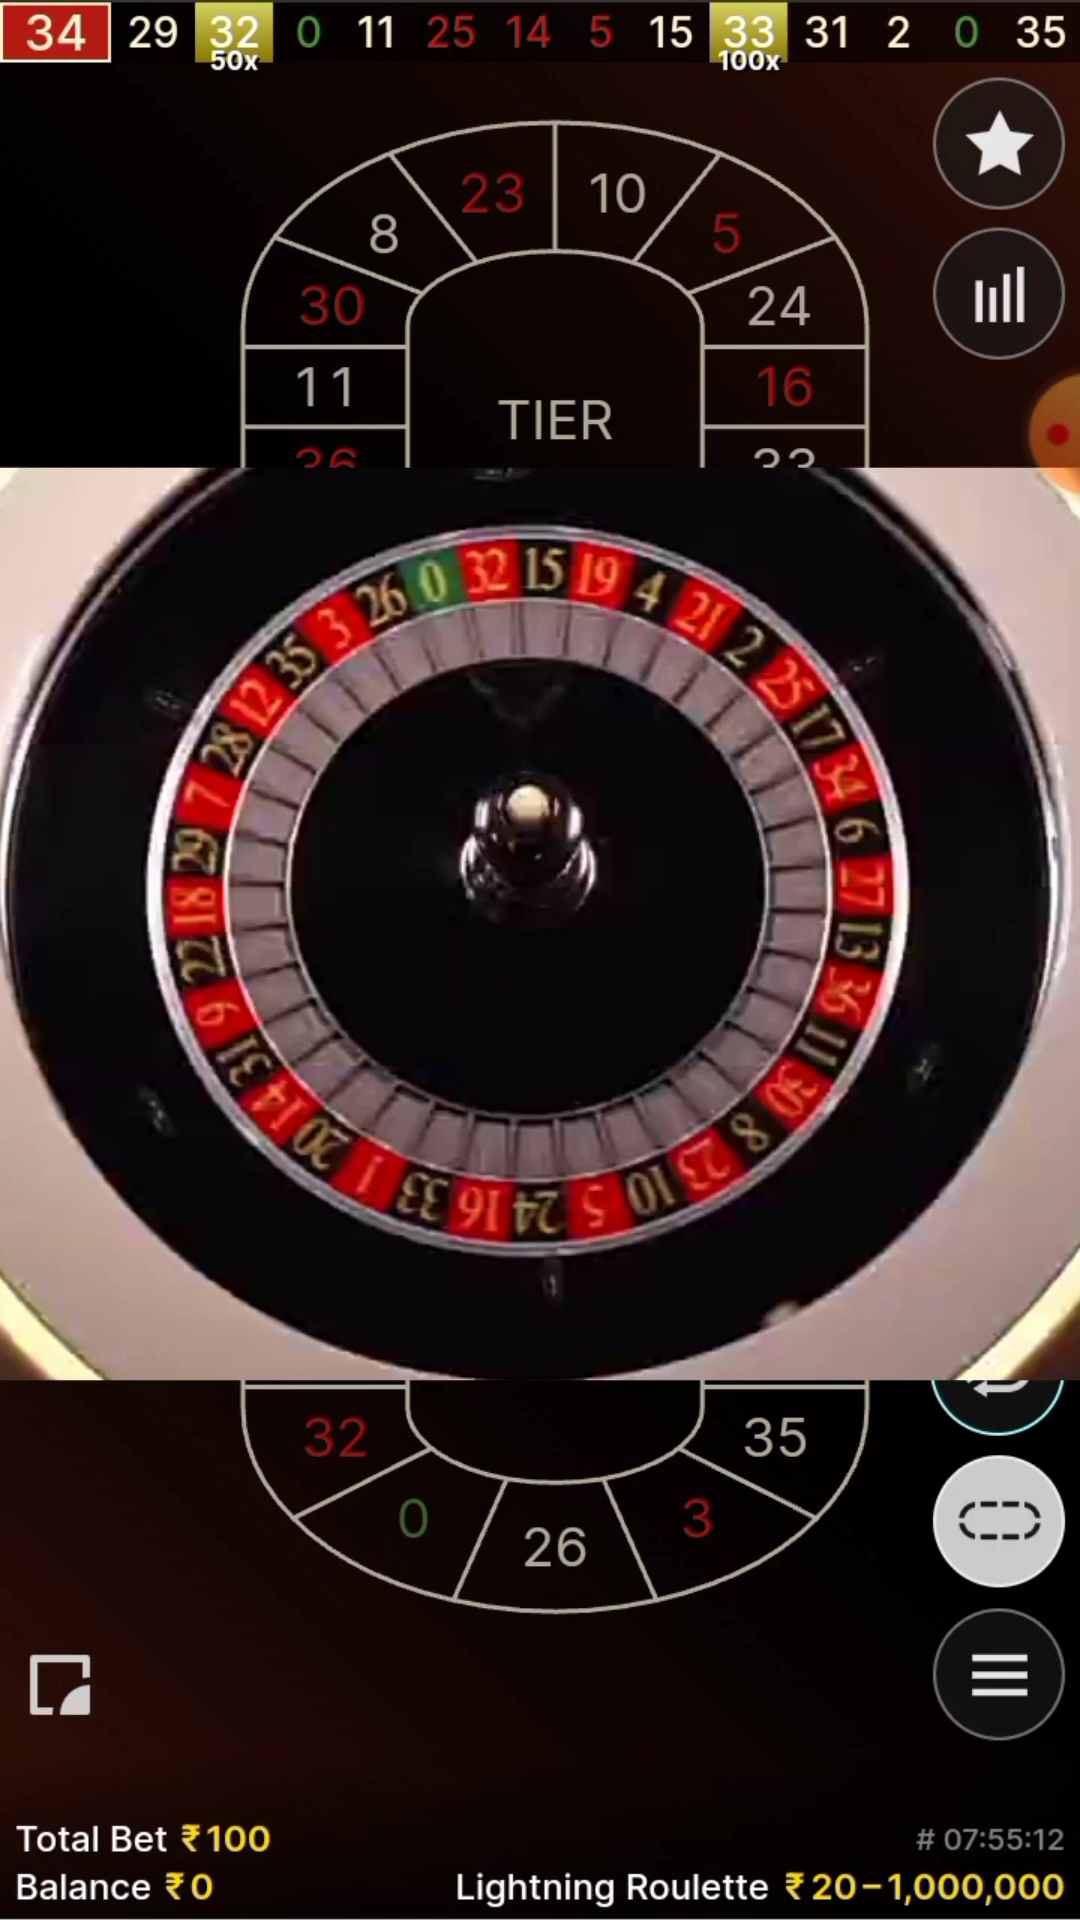 34 29 32 0 11 25 14 5 15 33 31 2 0 35
50x 100x
23 10
8 5
30 24
11 16
TIER
36 33
0 32 15 19 4 21 2 25 17 34 6 27 13 36 11 30 8 23 10 5 24 16 33 1 20 14 31 9 22 18 29 7 28 12 35 3 26
32 35
0 3
26
Total Bet ₹100
# 07:55:12
Balance ₹0
Lightning Roulette ₹20–1,000,000